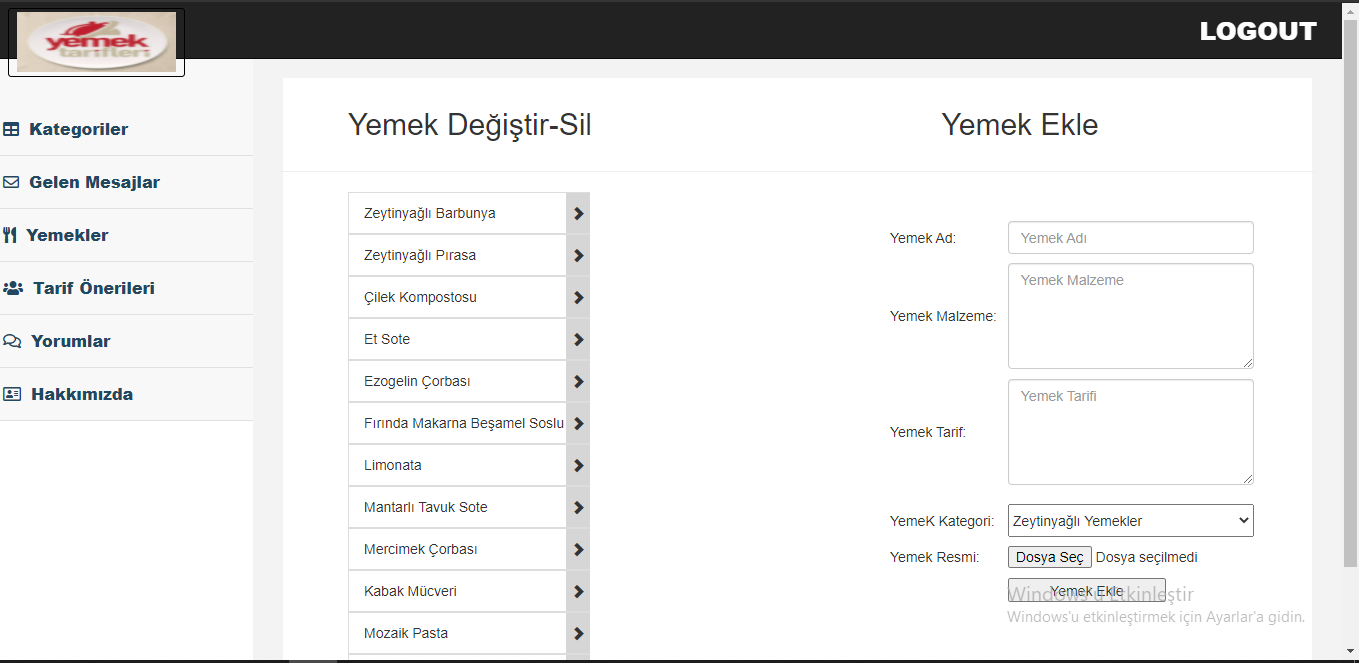 yemek
tarifleri
LOGOUT
Kategoriler
Gelen Mesajlar
Yemekler
Tarif Önerileri
Yorumlar
Hakkımızda
Yemek Değiştir-Sil
Zeytinyağlı Barbunya
Zeytinyağlı Pırasa
Çilek Kompostosu
Et Sote
Ezogelin Çorbası
Fırında Makarna Beşamel Soslu
Limonata
Mantarlı Tavuk Sote
Mercimek Çorbası
Kabak Mücveri
Mozaik Pasta
Yemek Ekle
Yemek Ad: Yemek Adı
Yemek Malzeme: Yemek Malzeme
Yemek Tarif: Yemek Tarifi
YemeK Kategori: Zeytinyağlı Yemekler
Yemek Resmi: Dosya Seç Dosya seçilmedi
Yemek Ekle
Windows'u Etkinleştir
Windows'u etkinleştirmek için Ayarlar'a gidin.